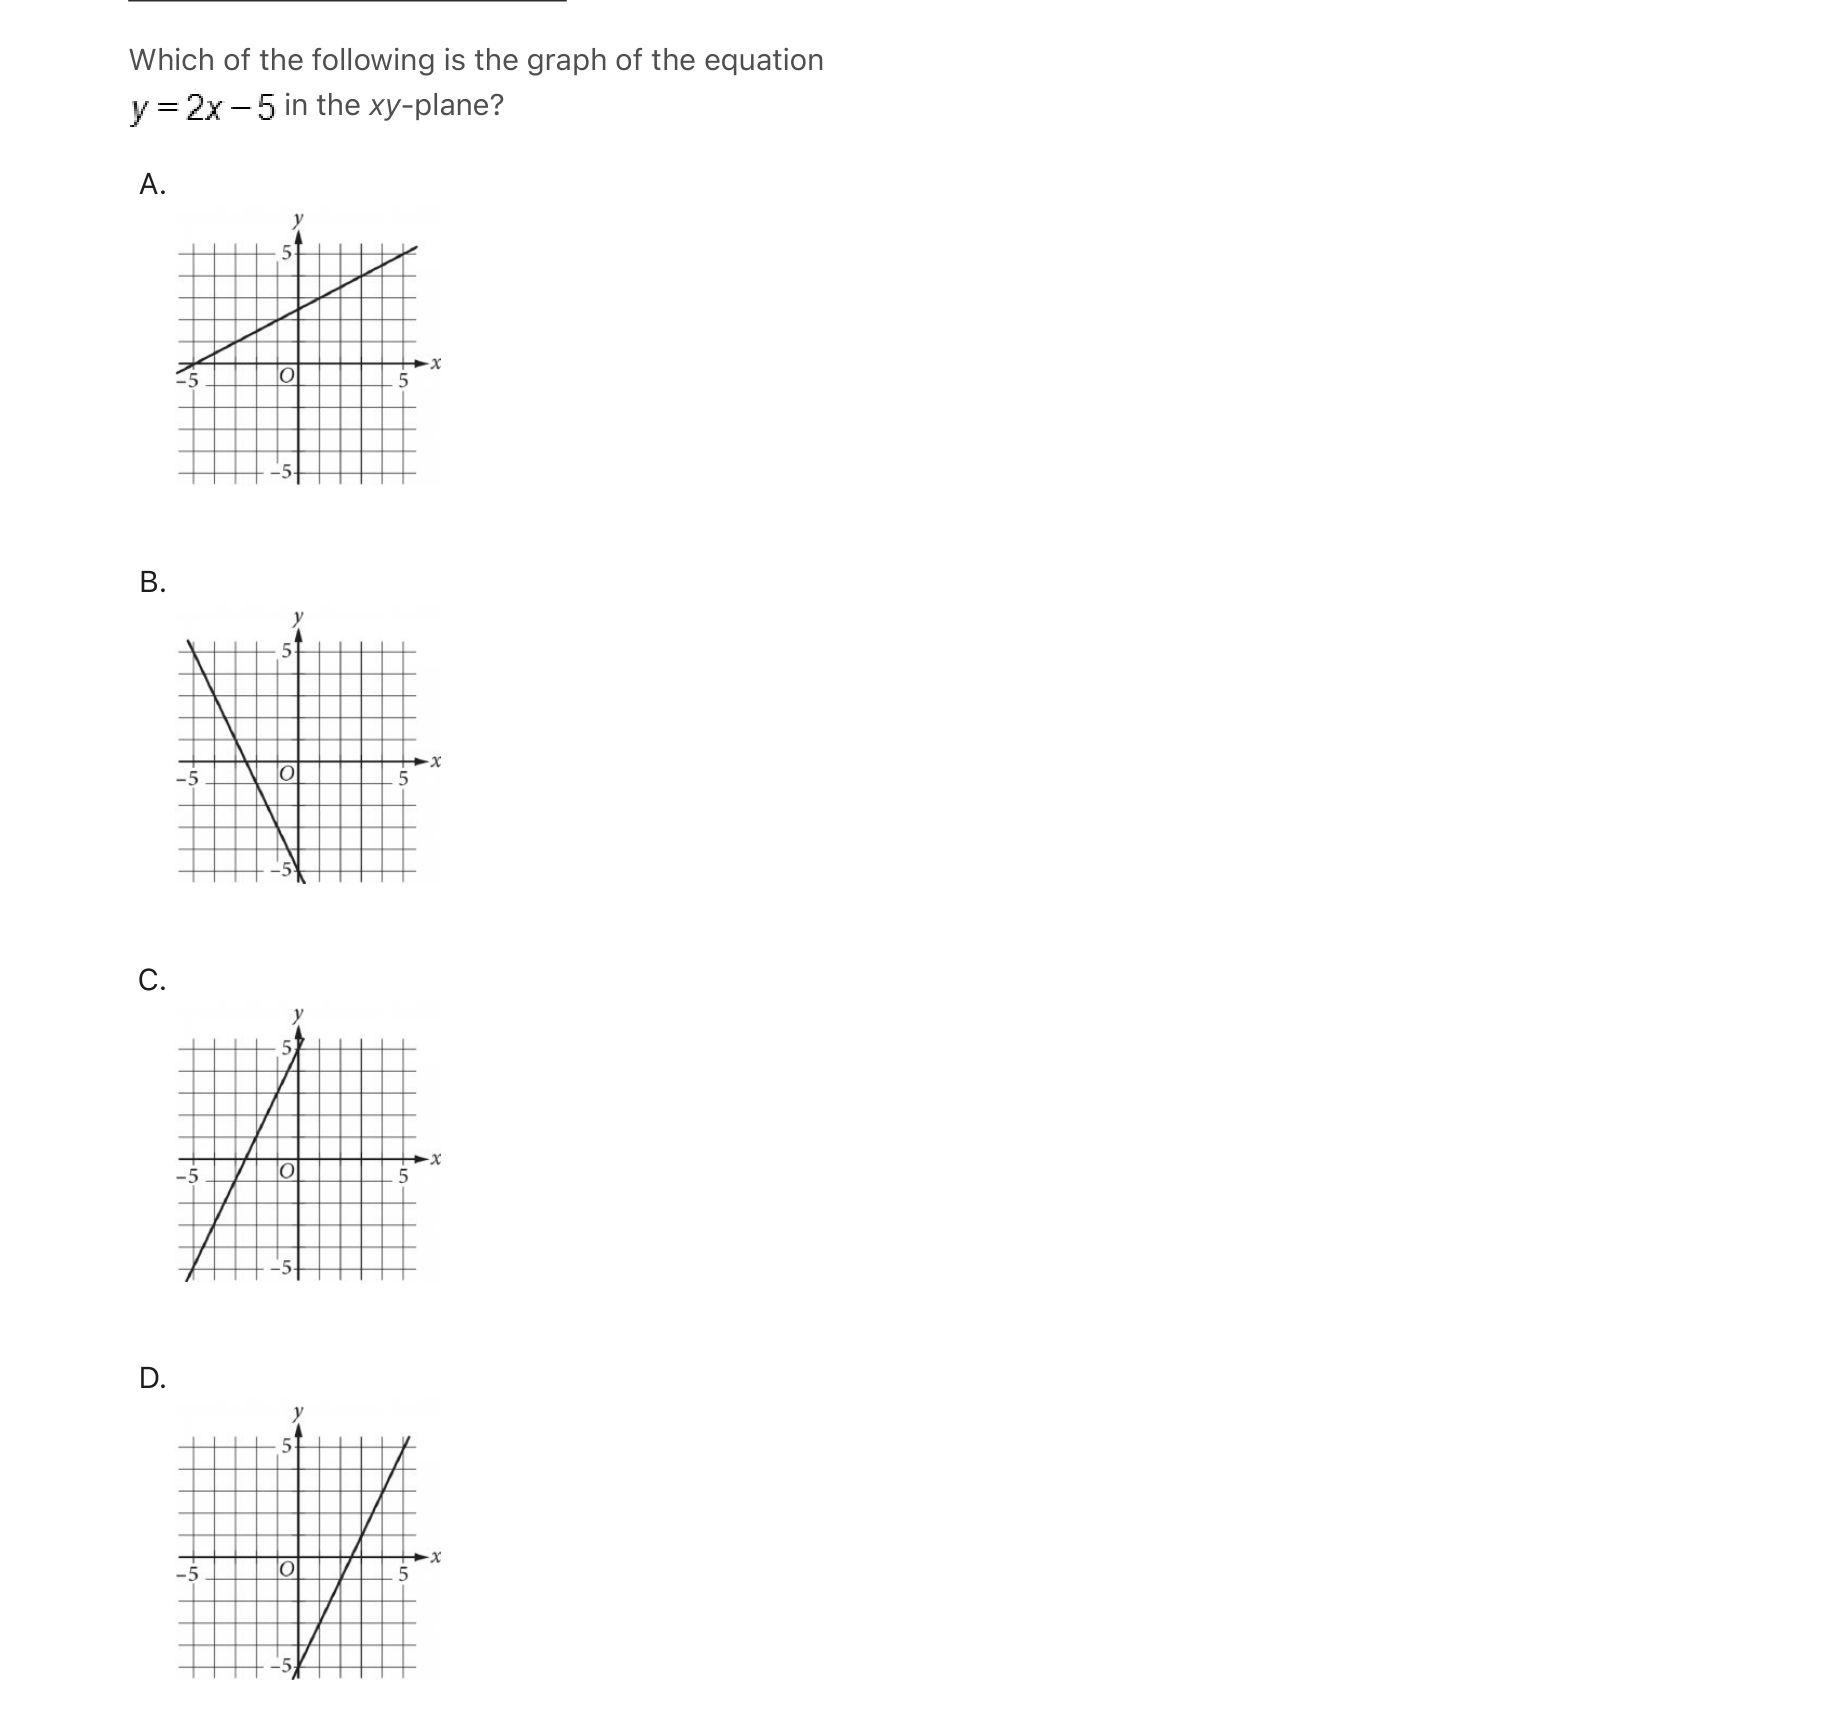 Which of the following is the graph of the equation
y = 2x – 5 in the xy-plane?
A.
y
5
x
–5
O
5
–5
B.
y
5
x
–5
O
5
–5
C.
y
5
x
–5
O
5
–5
D.
y
5
x
–5
O
5
–5